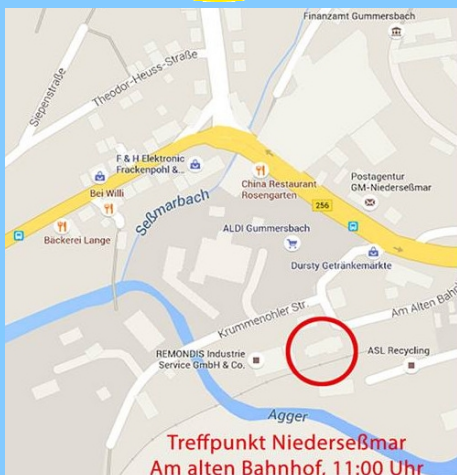 Finanzamt Gummersbach
Siepenstraße
Theodor-Heuss-Straße
F & H Elektronic
Frackenpohl &...
Bei Willi
Seßmarbach
China Restaurant
Rosengarten
Postagentur
GM-Niederseßmar
256
Bäckerei Lange
ALDI Gummersbach
Dursty Getränkemärkte
Krummenohler Str.
Am Alten Bahnh
REMONDIS Industrie
Service GmbH & Co.
ASL Recycling
Agger
Treffpunkt Niederseßmar
Am alten Bahnhof, 11:00 Uhr